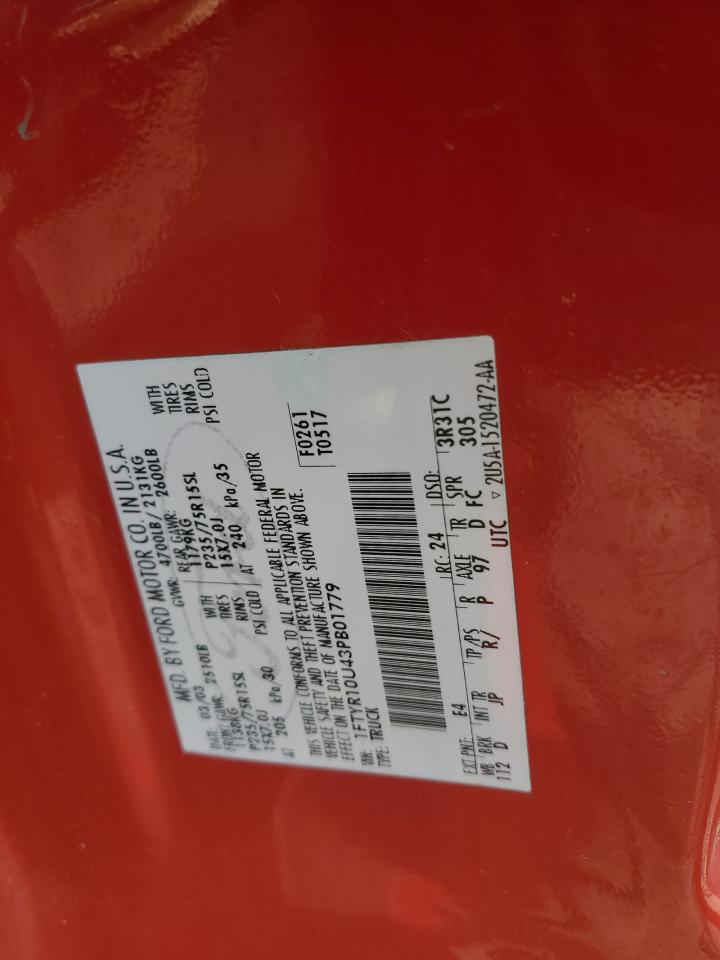 MFD. BY FORD MOTOR CO. IN U.S.A.
DATE: 03/03 GVWR: 4700LB/ 2131KG
FRONT GAWR: 2510LB REAR GAWR: 2600LB
1138KG WITH 1179KG WITH
P235/75R15SL TIRES P235/75R15SL TIRES
15X7.0J RIMS 15X7.0J RIMS
AT 205 kPa/30 PSI COLD AT 240 kPa/35 PSI COLD
THIS VEHICLE CONFORMS TO ALL APPLICABLE FEDERAL MOTOR
VEHICLE SAFETY AND THEFT PREVENTION STANDARDS IN
EFFECT ON THE DATE OF MANUFACTURE SHOWN ABOVE.
VIN: 1FTYR10U43PB01779 F0261
TYPE: TRUCK T0517
EXT PNT: E4 RC: 24 DSO: 3R31C
WB BRK INT TR TP/PS R AXLE TR SPR 305
112 D JP R/ P 97 D FC
UTC ▽ 2U5A-1520472-AA